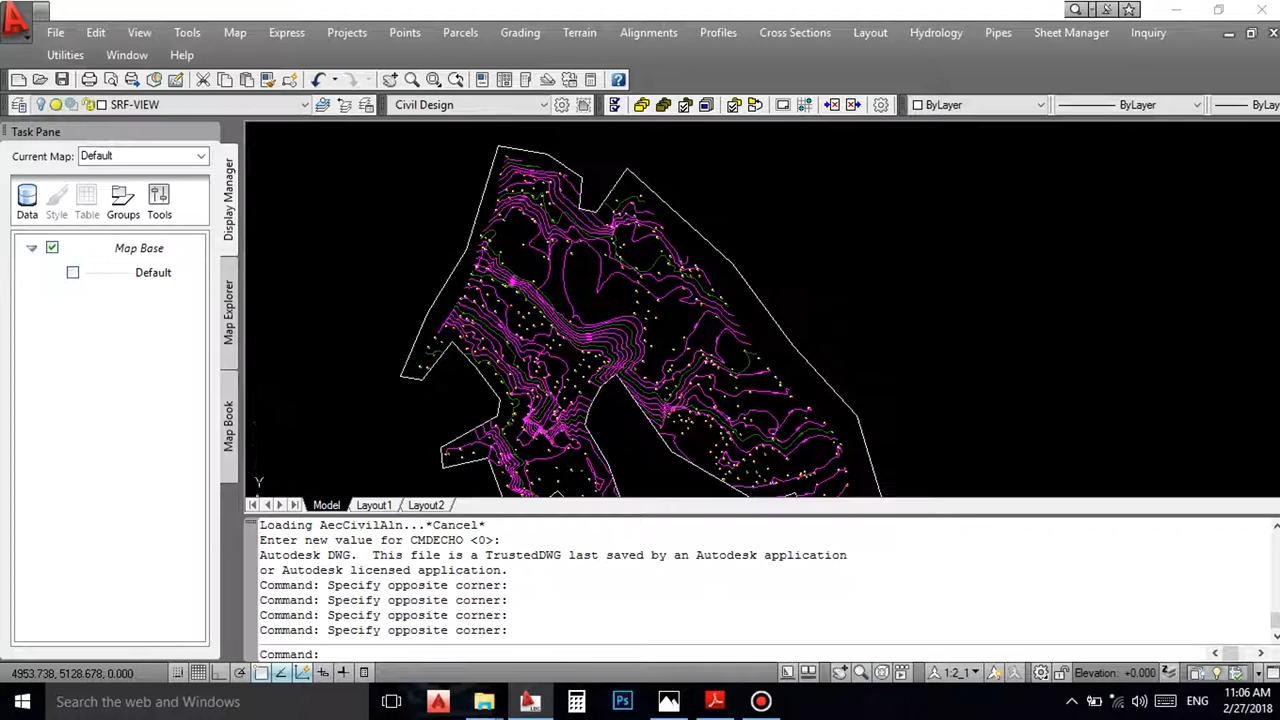 File Edit View Tools Map Express Projects Points Parcels Grading Terrain Alignments Profiles Cross Sections Layout Hydrology Pipes Sheet Manager Inquiry
Utilities Window Help
SRF-VIEW Civil Design ByLayer ByLayer ByLay
Task Pane
Current Map: Default
Data Style Table Groups Tools
Map Base
Default
Display Manager
Map Explorer
Map Book
Y
Model Layout1 Layout2
Loading AecCivilAln...*Cancel*
Enter new value for CMDECHO <0>:
Autodesk DWG. This file is a TrustedDWG last saved by an Autodesk application
or Autodesk licensed application.
Command: Specify opposite corner:
Command: Specify opposite corner:
Command: Specify opposite corner:
Command: Specify opposite corner:
Command:
4953.738, 5128.678, 0.000 1:2_1 Elevation: +0.000
Search the web and Windows Ps ENG 11:06 AM
2/27/2018